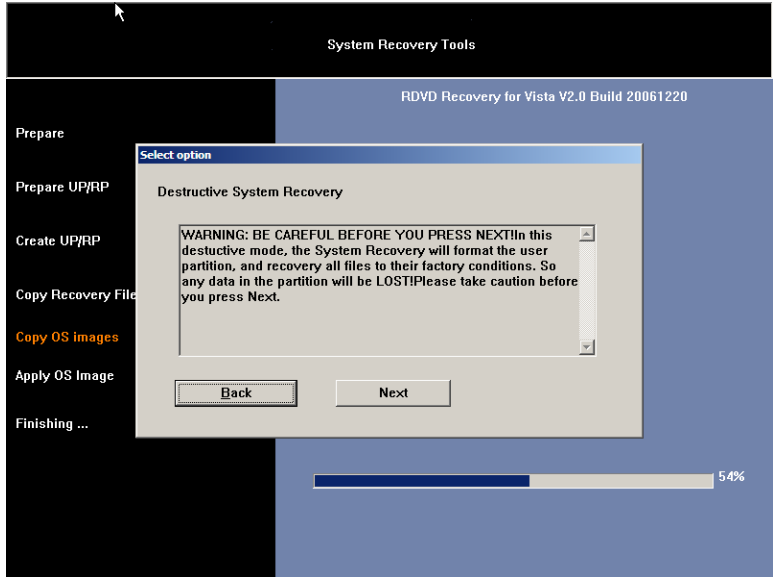 System Recovery Tools
RDVD Recovery for Vista V2.0 Build 20061220
Prepare
Prepare UP/RP
Create UP/RP
Copy Recovery File
Copy OS images
Apply OS Image
Finishing ...
Select option
Destructive System Recovery
WARNING: BE CAREFUL BEFORE YOU PRESS NEXT!In this
destuctive mode, the System Recovery will format the user
partition, and recovery all files to their factory conditions. So
any data in the partition will be LOST!Please take caution before
you press Next.
Back
Next
54%